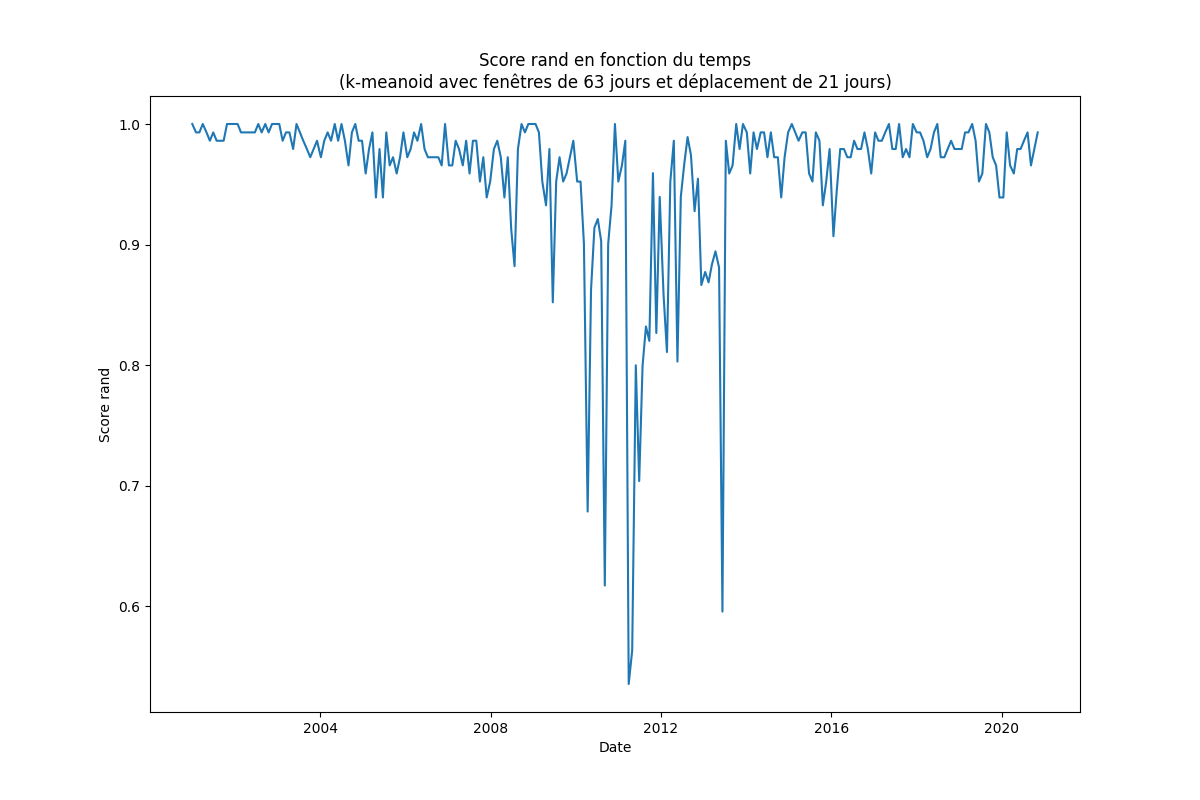 Score rand en fonction du temps
(k-meanoid avec fenêtres de 63 jours et déplacement de 21 jours)
1.0
0.9
0.8
0.7
0.6
Score rand
2004
2008
2012
2016
2020
Date